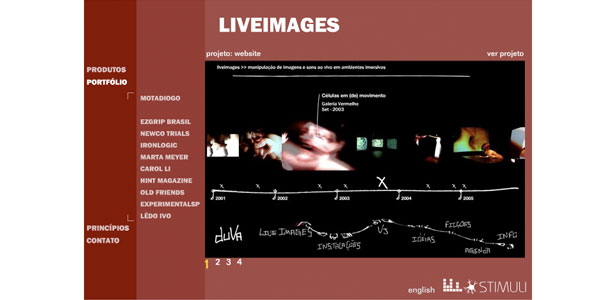 LIVEIMAGES
projeto: website
ver projeto
PRODUTOS
PORTFÓLIO
MOTADIOGO
EZGRIP BRASIL
NEWCO TRIALS
IRONLOGIC
MARTA MEYER
CAROL LI
HINT MAGAZINE
OLD FRIENDS
EXPERIMENTALSP
LÊDO IVO
PRINCÍPIOS
CONTATO
liveimages >> manipulação de imagens e sons ao vivo em ambientes imersivos
Células em (de) movimento
Galeria Vermelho
Set - 2003
x x x X x x
2001 2002 2003 2004 2005
duVa
LIVE IMAGES
INSTALAÇÕES
VJ
IDÉIAS
FICÇÕES
AGENDA
INFO
1 2 3 4
english
STIMULI